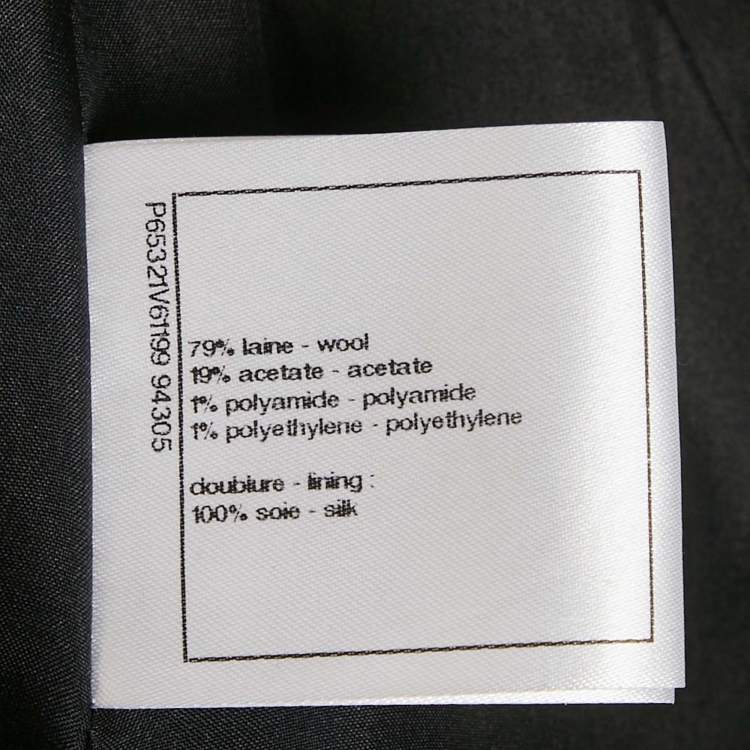 P65321V61199 94305
79% laine - wool
19% acetate - acetate
1% polyamide - polyamide
1% polyethylene - polyethylene
doublure - lining :
100% soie - silk